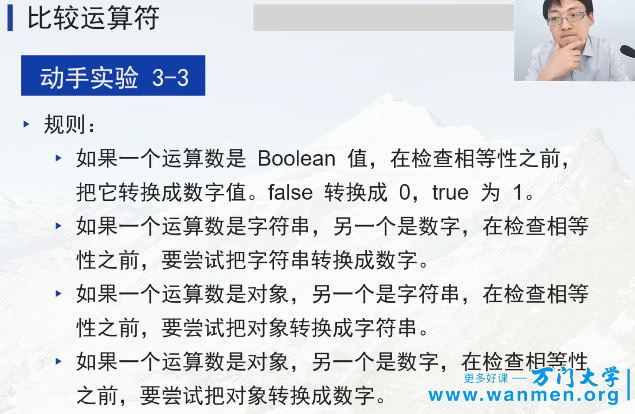 比较运算符
动手实验 3-3
规则：
如果一个运算数是 Boolean 值，在检查相等性之前，
把它转换成数字值。false 转换成 0，true 为 1。
如果一个运算数是字符串，另一个是数字，在检查相等
性之前，要尝试把字符串转换成数字。
如果一个运算数是对象，另一个是字符串，在检查相等
性之前，要尝试把对象转换成字符串。
如果一个运算数是对象，另一个是数字，在检查相等性
之前，要尝试把对象转换成数字。
更多好课 — 万门大学
www.wanmen.org